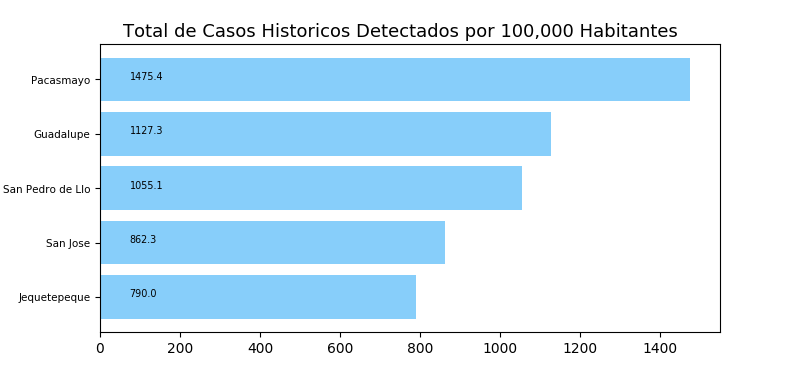 Total de Casos Historicos Detectados por 100,000 Habitantes
Pacasmayo 1475.4
Guadalupe 1127.3
San Pedro de Llo 1055.1
San Jose 862.3
Jequetepeque 790.0
0 200 400 600 800 1000 1200 1400